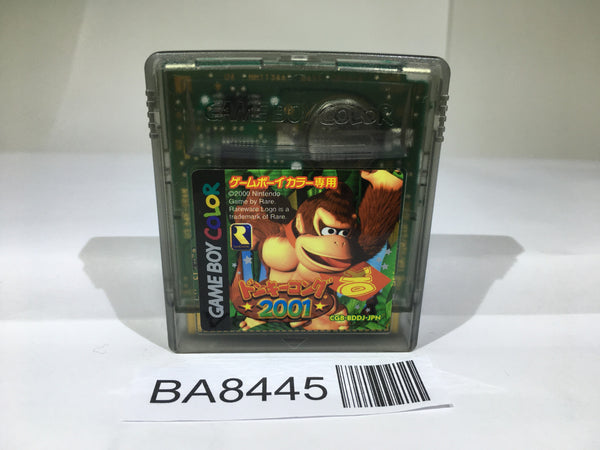 GAME BOY COLOR
GAME BOY COLOR
ゲームボーイカラー専用
©2000 Nintendo
Game by Rare.
Rareware Logo is a
trademark of Rare.
ドンキーコング
2001
CGB-BDDJ-JPN
BA8445